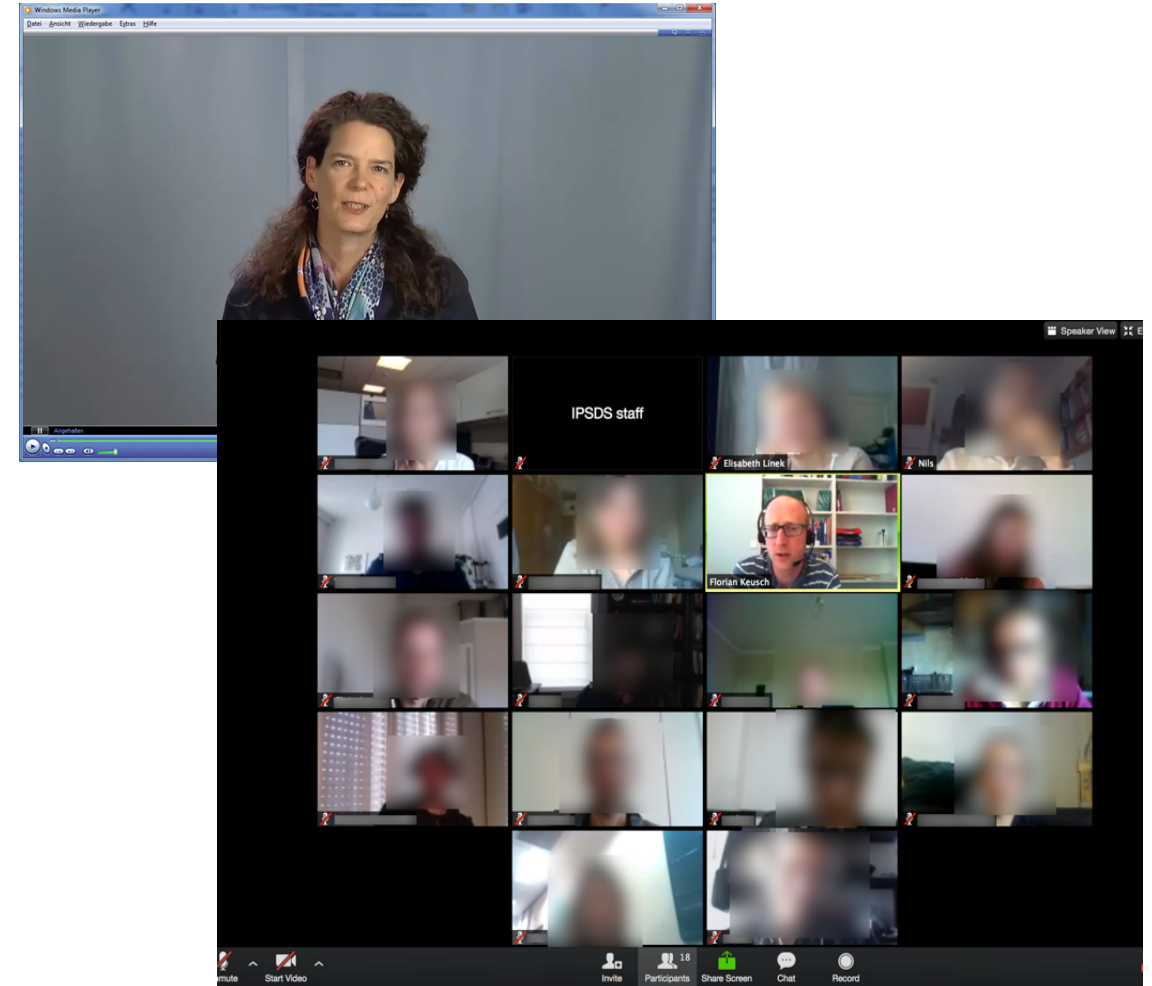 Windows Media Player
Datei Ansicht Wiedergabe Extras Hilfe
Angehalten
Speaker View
E
IPSDS staff
Elisabeth Linek
Nils
Florian Keusch
mute
Start Video
Invite
Participants
18
Share Screen
Chat
Record